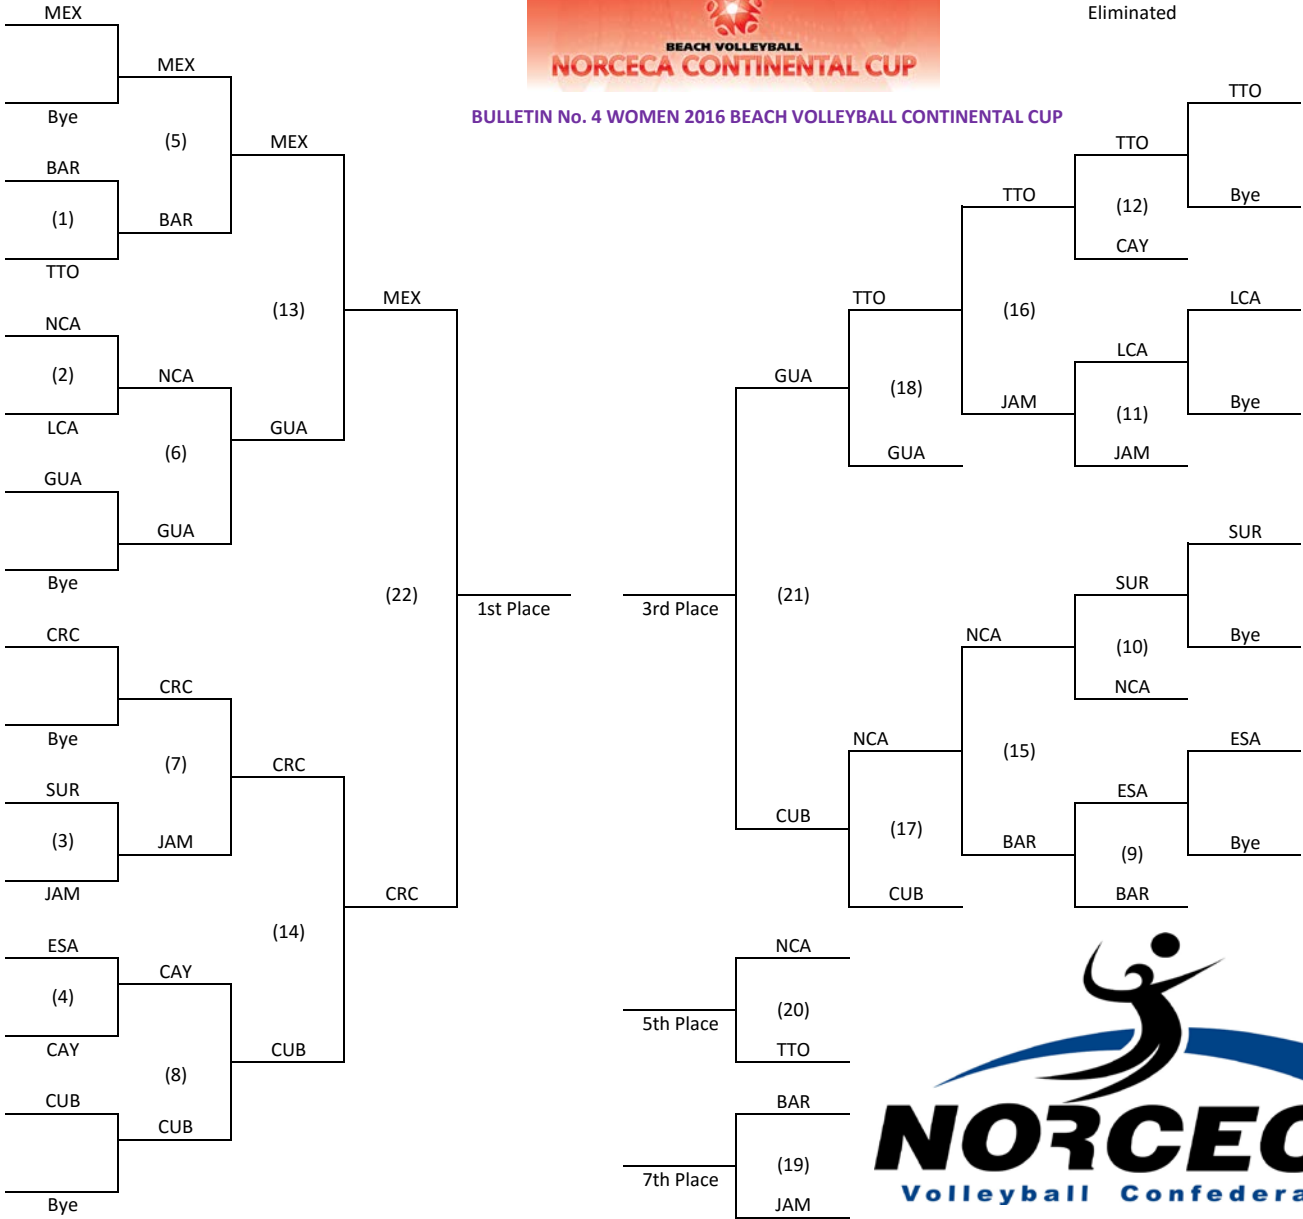 MEX
Eliminated
BEACH VOLLEYBALL
NORCECA CONTINENTAL CUP
BULLETIN No. 4 WOMEN 2016 BEACH VOLLEYBALL CONTINENTAL CUP
MEX
Bye
(5)
MEX
BAR
(1)
BAR
TTO
(13)
MEX
NCA
(2)
NCA
LCA
(6)
GUA
GUA
GUA
Bye
(22)
1st Place
CRC
CRC
Bye
(7)
CRC
SUR
(3)
JAM
JAM
CRC
(14)
ESA
CAY
(4)
CAY
CUB
(8)
CUB
CUB
Bye
TTO
TTO
Bye
TTO
(12)
CAY
TTO
(16)
LCA
LCA
GUA
(18)
JAM
(11)
Bye
GUA
JAM
3rd Place
(21)
SUR
SUR
Bye
NCA
(10)
NCA
NCA
(15)
ESA
ESA
CUB
(17)
BAR
(9)
Bye
CUB
BAR
NCA
5th Place
(20)
TTO
BAR
7th Place
(19)
JAM
NORCEC
Volleyball Confedera